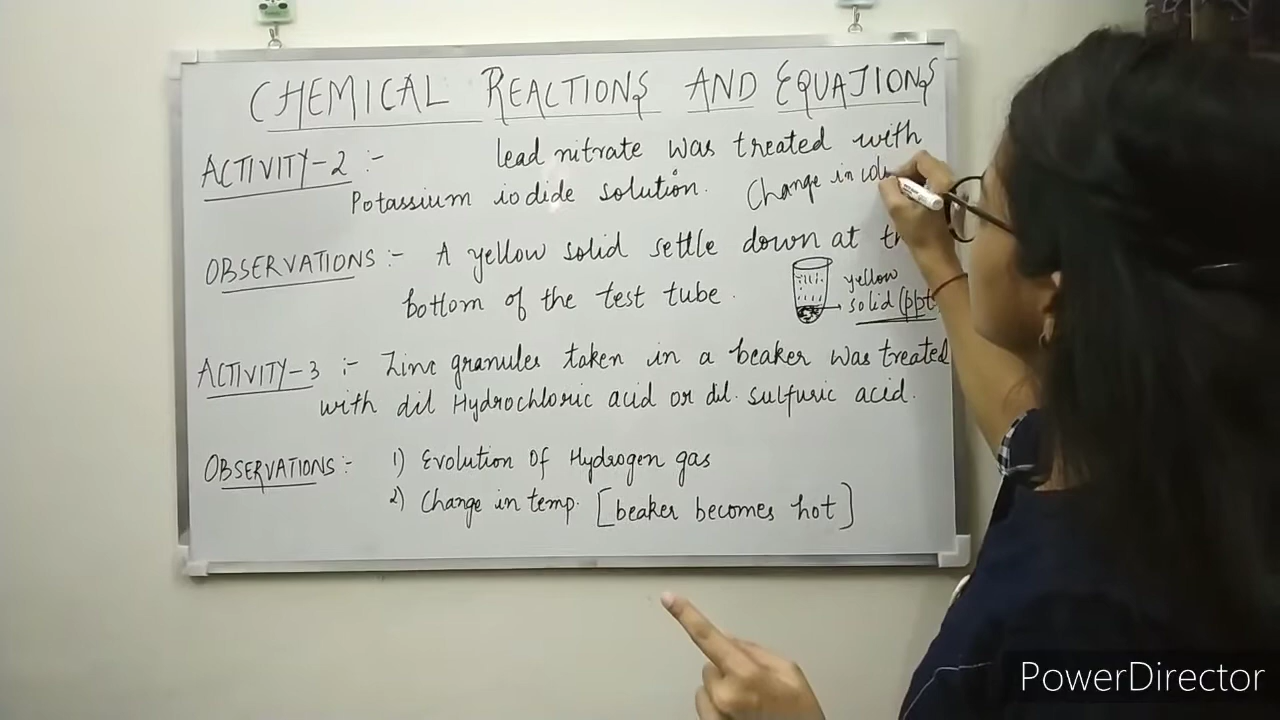 CHEMICAL REACTIONS AND EQUATIONS
ACTIVITY-2 :- lead nitrate was treated with
Potassium iodide solution. Change in
OBSERVATIONS :- A yellow solid settle down at
bottom of the test tube.
yellow
solid (ppt
ACTIVITY-3 :- Zinc granules taken in a beaker was treated
with dil Hydrochloric acid or dil. sulfuric acid.
OBSERVATIONS :- 1) Evolution Of Hydrogen gas
2) Change in temp. [beaker becomes hot]
PowerDirector